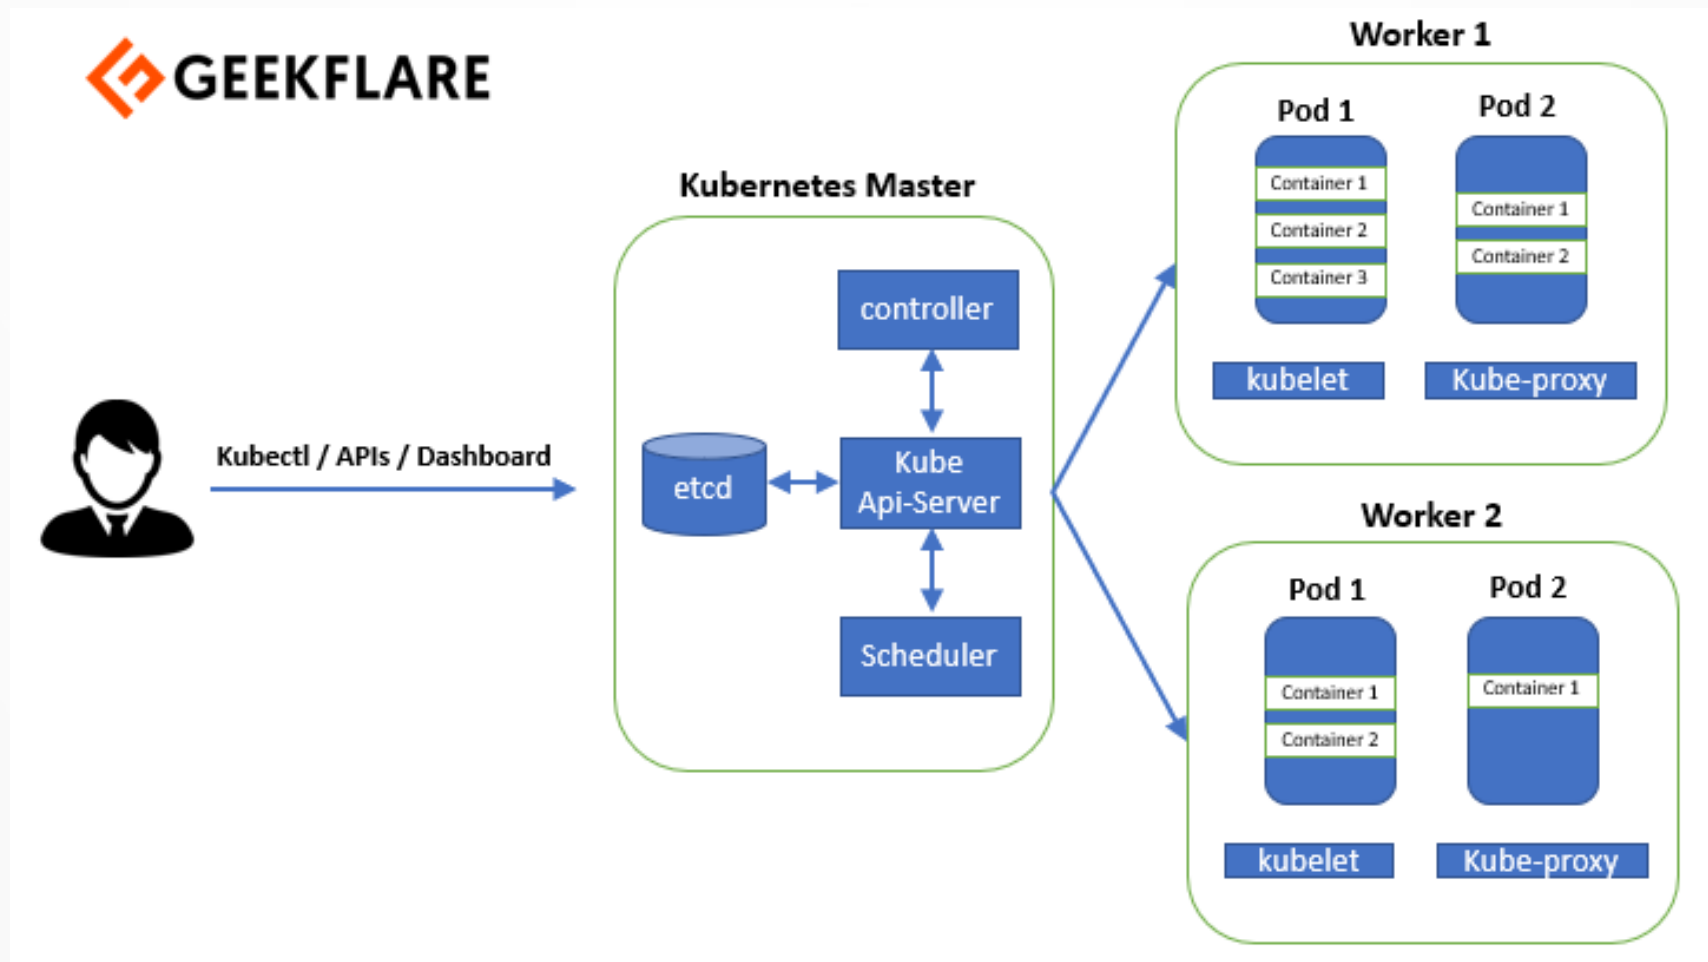 GEEKFLARE
Kubectl / APIs / Dashboard
Kubernetes Master
controller
etcd
Kube
Api-Server
Scheduler
Worker 1
Pod 1
Container 1
Container 2
Container 3
Pod 2
Container 1
Container 2
kubelet
Kube-proxy
Worker 2
Pod 1
Container 1
Container 2
Pod 2
Container 1
kubelet
Kube-proxy